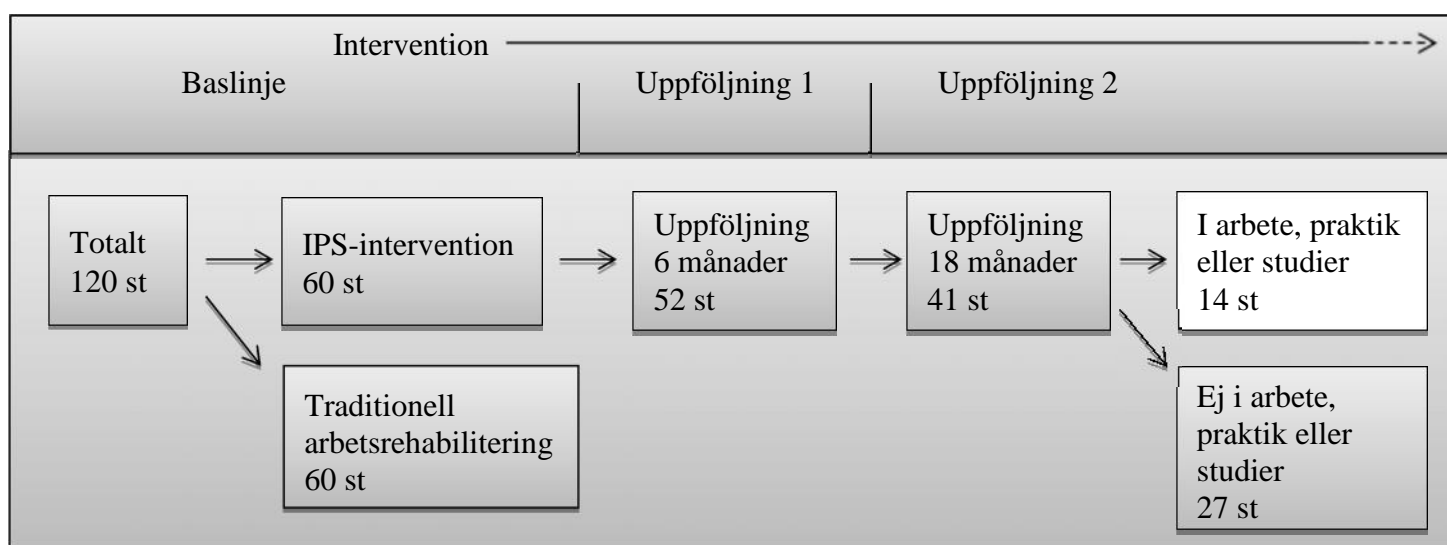 Intervention
Baslinje
Uppföljning 1
Uppföljning 2
Totalt
120 st
IPS-intervention
60 st
Traditionell
arbetsrehabilitering
60 st
Uppföljning
6 månader
52 st
Uppföljning
18 månader
41 st
I arbete, praktik
eller studier
14 st
Ej i arbete,
praktik eller
studier
27 st